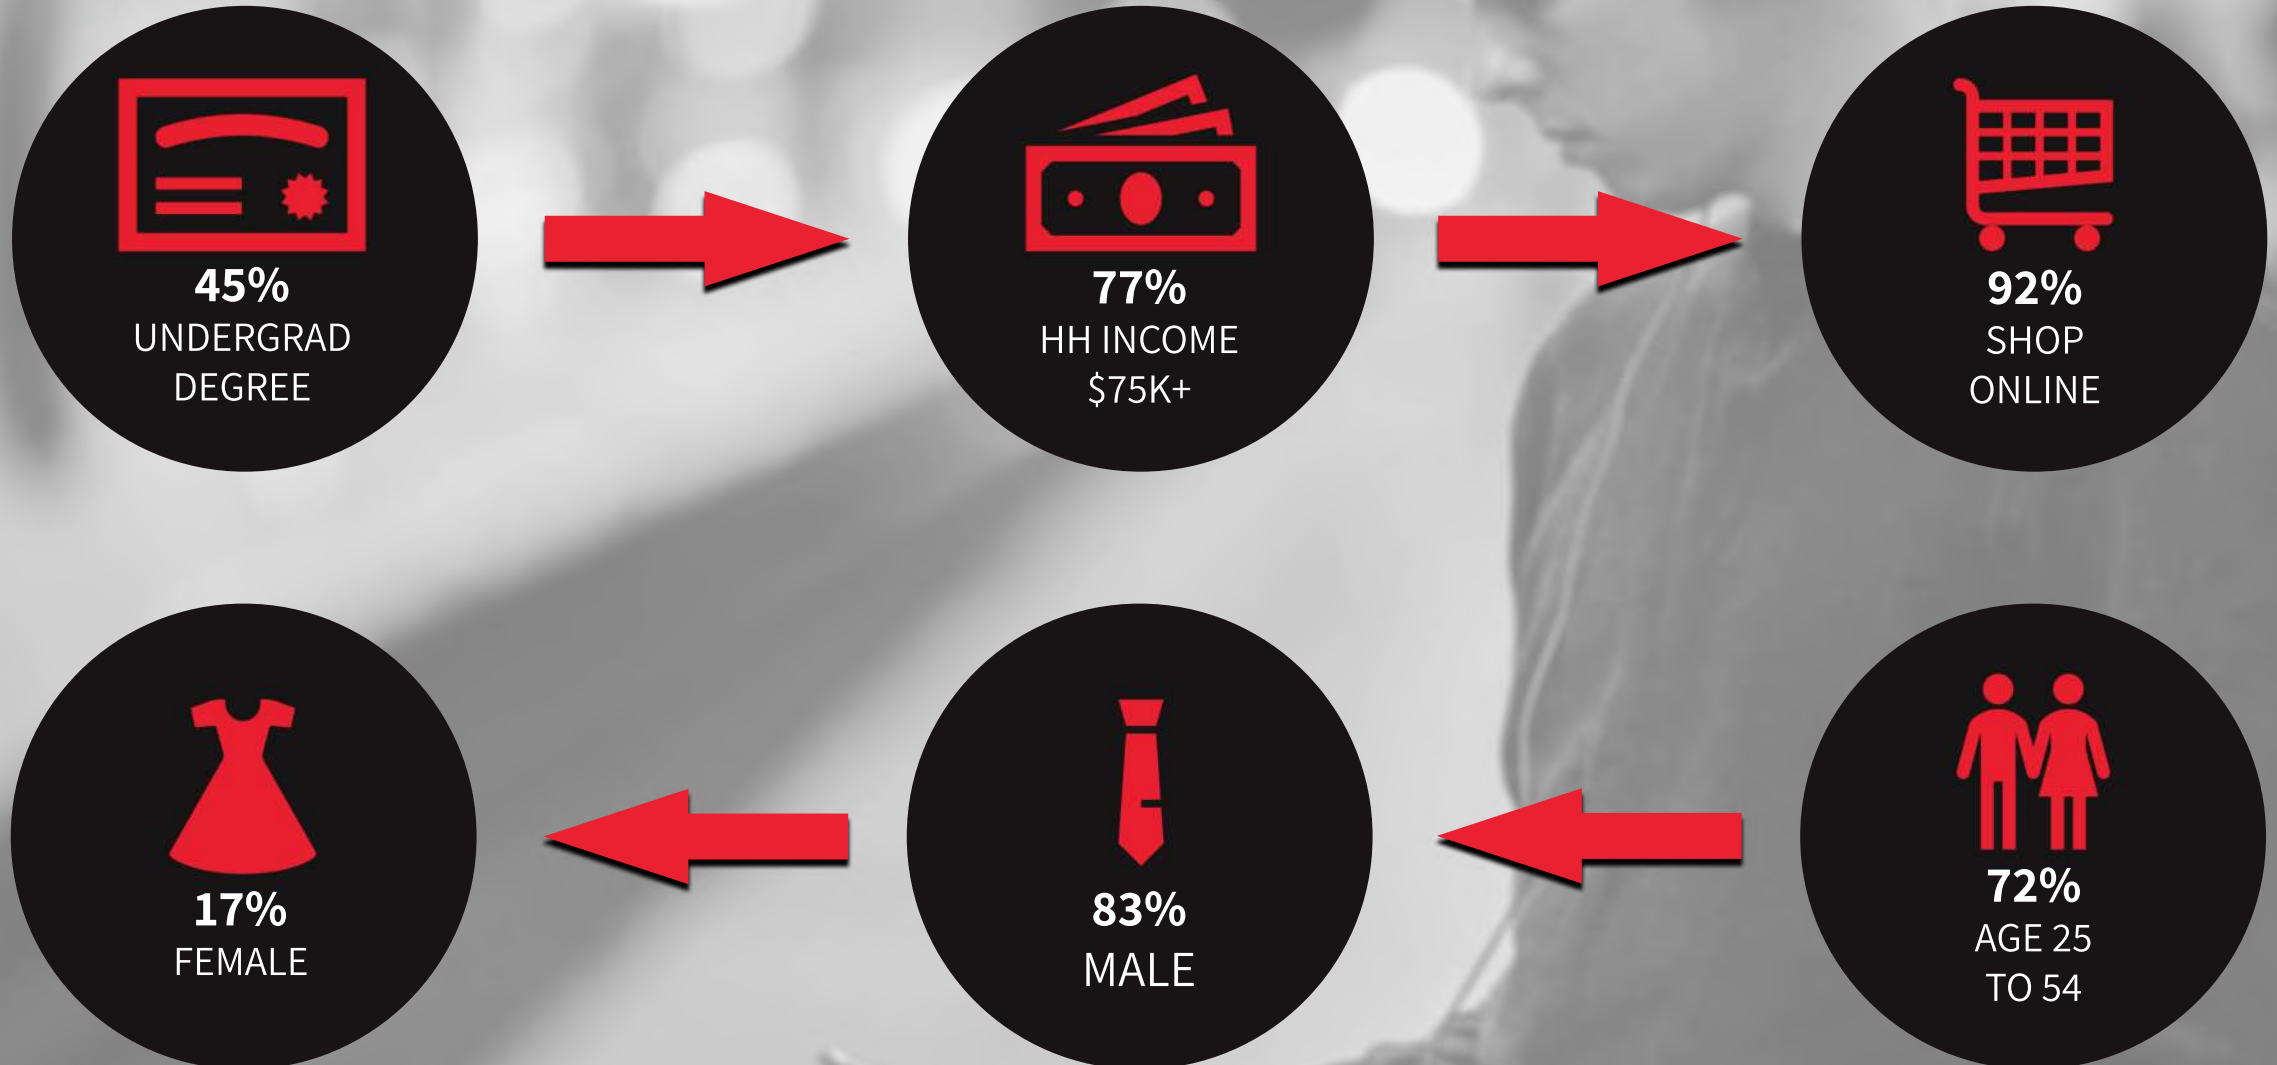 45%
UNDERGRAD
DEGREE
77%
HH INCOME
$75K+
92%
SHOP
ONLINE
17%
FEMALE
83%
MALE
72%
AGE 25
TO 54